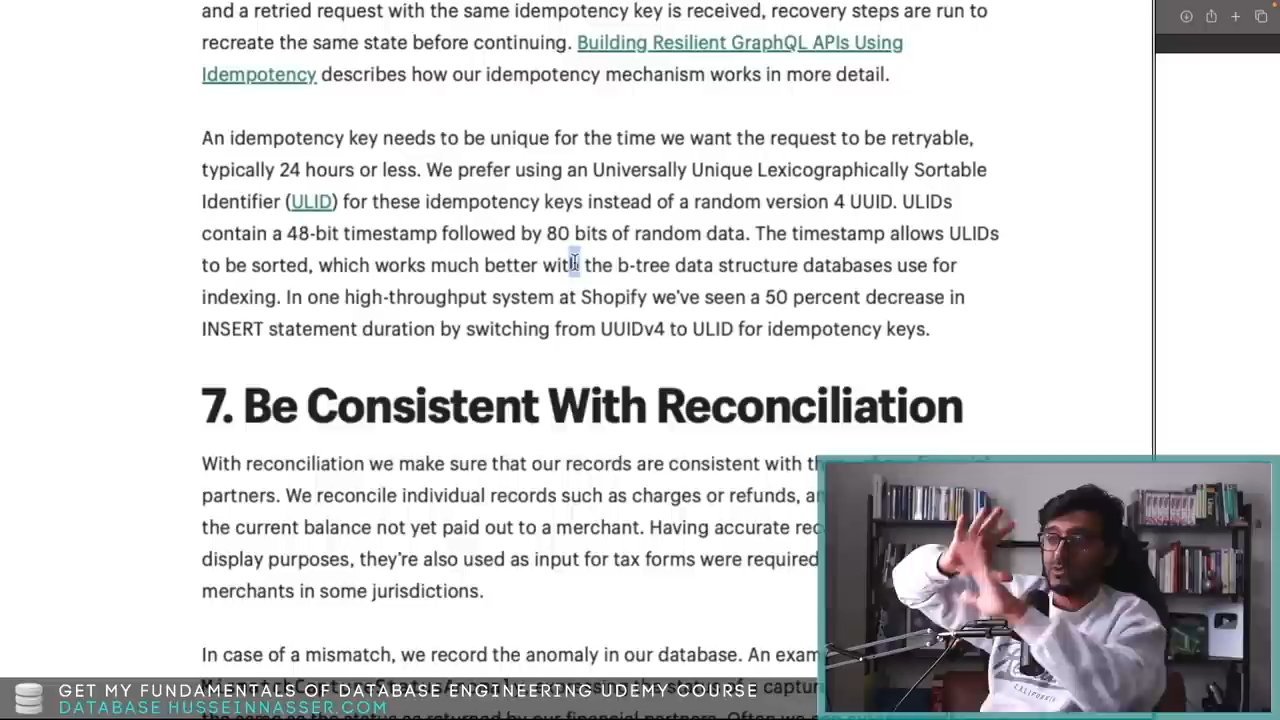 and a retried request with the same idempotency key is received, recovery steps are run to
recreate the same state before continuing. Building Resilient GraphQL APIs Using
Idempotency describes how our idempotency mechanism works in more detail.
An idempotency key needs to be unique for the time we want the request to be retryable,
typically 24 hours or less. We prefer using an Universally Unique Lexicographically Sortable
Identifier (ULID) for these idempotency keys instead of a random version 4 UUID. ULIDs
contain a 48-bit timestamp followed by 80 bits of random data. The timestamp allows ULIDs
to be sorted, which works much better with the b-tree data structure databases use for
indexing. In one high-throughput system at Shopify we've seen a 50 percent decrease in
INSERT statement duration by switching from UUIDv4 to ULID for idempotency keys.
7. Be Consistent With Reconciliation
With reconciliation we make sure that our records are consistent with
partners. We reconcile individual records such as charges or refunds,
the current balance not yet paid out to a merchant. Having accurate
display purposes, they're also used as input for tax forms were required
merchants in some jurisdictions.
In case of a mismatch, we record the anomaly in our database. An
GET MY FUNDAMENTALS OF DATABASE ENGINEERING UDEMY COURSE
DATABASE.HUSSEINNASSER.COM
CALIFORNIA